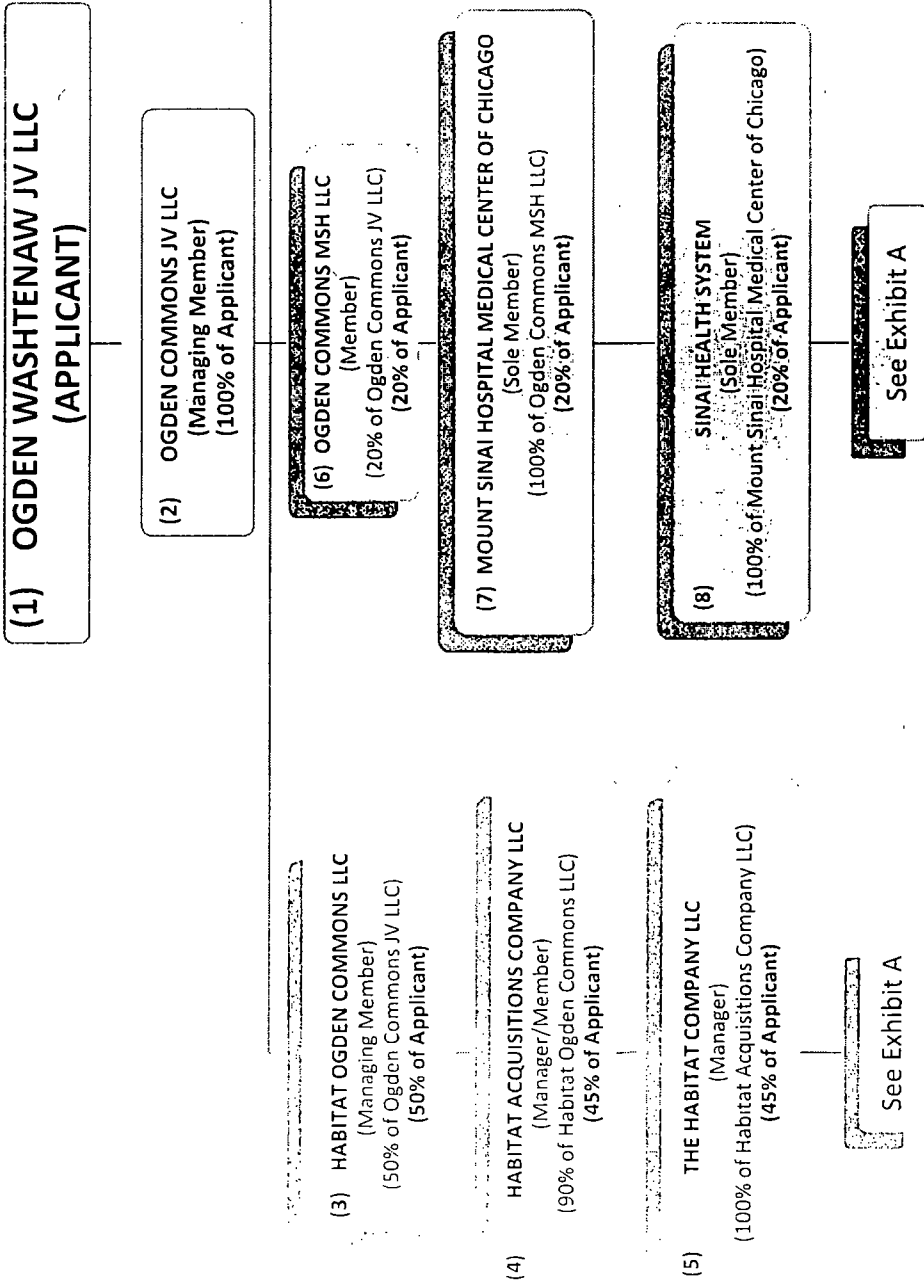 (1) OGDEN WASHTENAW JV LLC
(APPLICANT)
(2) OGDEN COMMONS JV LLC
(Managing Member)
(100% of Applicant)
(3) HABITAT OGDEN COMMONS LLC
(Managing Member)
(50% of Ogden Commons JV LLC)
(50% of Applicant)
(4) HABITAT ACQUISITIONS COMPANY LLC
(Manager/Member)
(90% of Habitat Ogden Commons LLC)
(45% of Applicant)
(5) THE HABITAT COMPANY LLC
(Manager)
(100% of Habitat Acquisitions Company LLC)
(45% of Applicant)
See Exhibit A
(6) OGDEN COMMONS MSH LLC
(Member)
(20% of Ogden Commons JV LLC)
(20% of Applicant)
(7) MOUNT SINAI HOSPITAL MEDICAL CENTER OF CHICAGO
(Sole Member)
(100% of Ogden Commons MSH LLC)
(20% of Applicant)
(8) SINAI HEALTH SYSTEM
(Sole Member)
(100% of Mount Sinai Hospital Medical Center of Chicago)
(20% of Applicant)
See Exhibit A